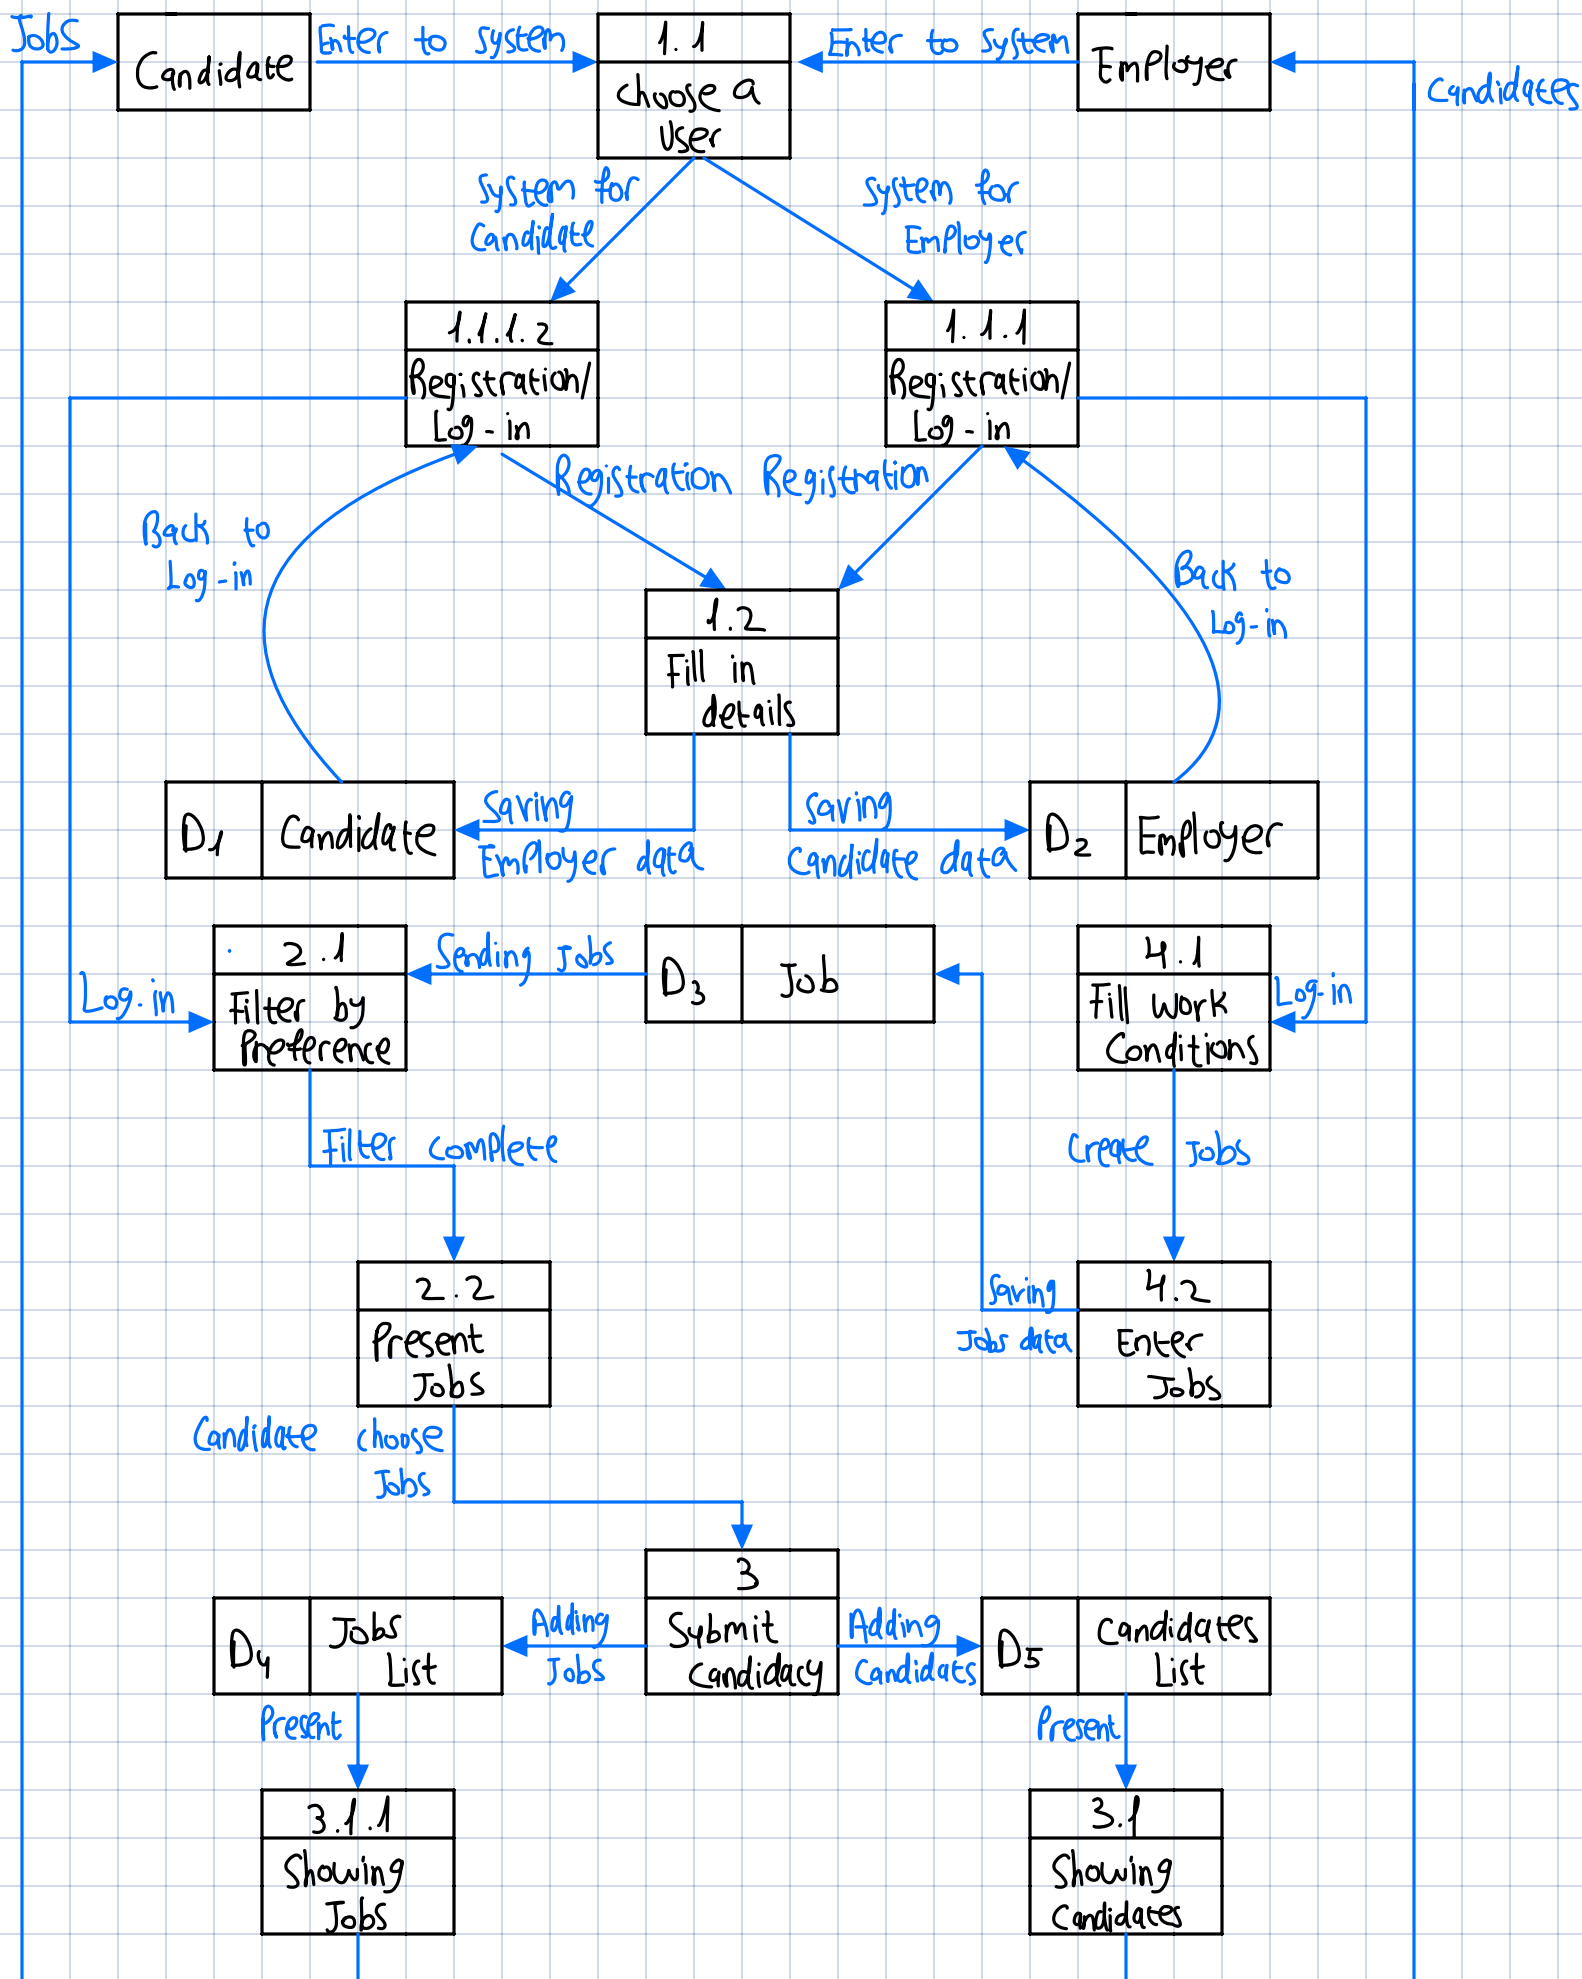 Jobs
Candidate
Enter to system
1.1
choose a
User
Enter to system
Employer
Candidates
System for
Candidate
System for
Employer
1.1.1.2
Registration/
Log-in
1.1.1
Registration/
Log-in
Registration
Registration
Back to
Log-in
Back to
Log-in
1.2
Fill in
details
D1
Candidate
Saving
Employer data
Saving
Candidate data
D2
Employer
2.1
Filter by
Preference
Log-in
Sending Jobs
D3
Job
4.1
Fill work
Conditions
Log-in
Filter complete
Create Jobs
2.2
Present
Jobs
Saving
Jobs data
4.2
Enter
Jobs
Candidate choose
Jobs
3
Submit
Candidacy
D4
Jobs
List
Adding
Jobs
Adding
Candidats
D5
Candidates
List
Present
Present
3.1.1
Showing
Jobs
3.1
Showing
Candidates